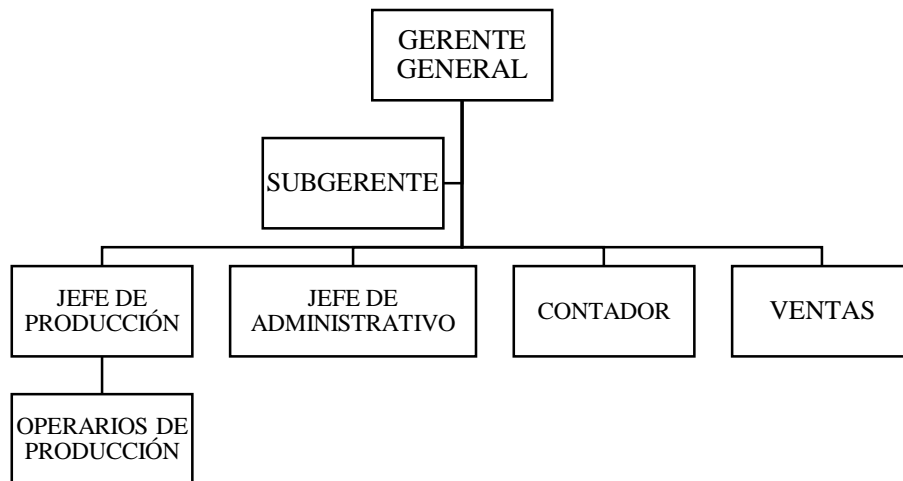 GERENTE
GENERAL
SUBGERENTE
JEFE DE
PRODUCCIÓN
JEFE DE
ADMINISTRATIVO
CONTADOR
VENTAS
OPERARIOS DE
PRODUCCIÓN